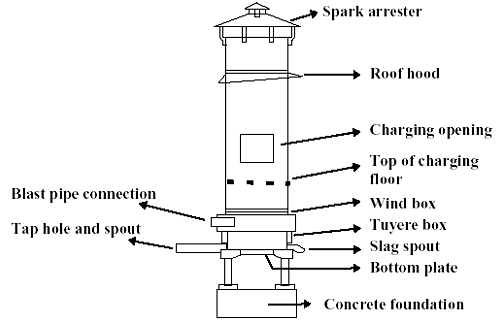 Spark arrester
Roof hood
Charging opening
Top of charging
floor
Blast pipe connection
Wind box
Tap hole and spout
Tuyere box
Slag spout
Bottom plate
Concrete foundation